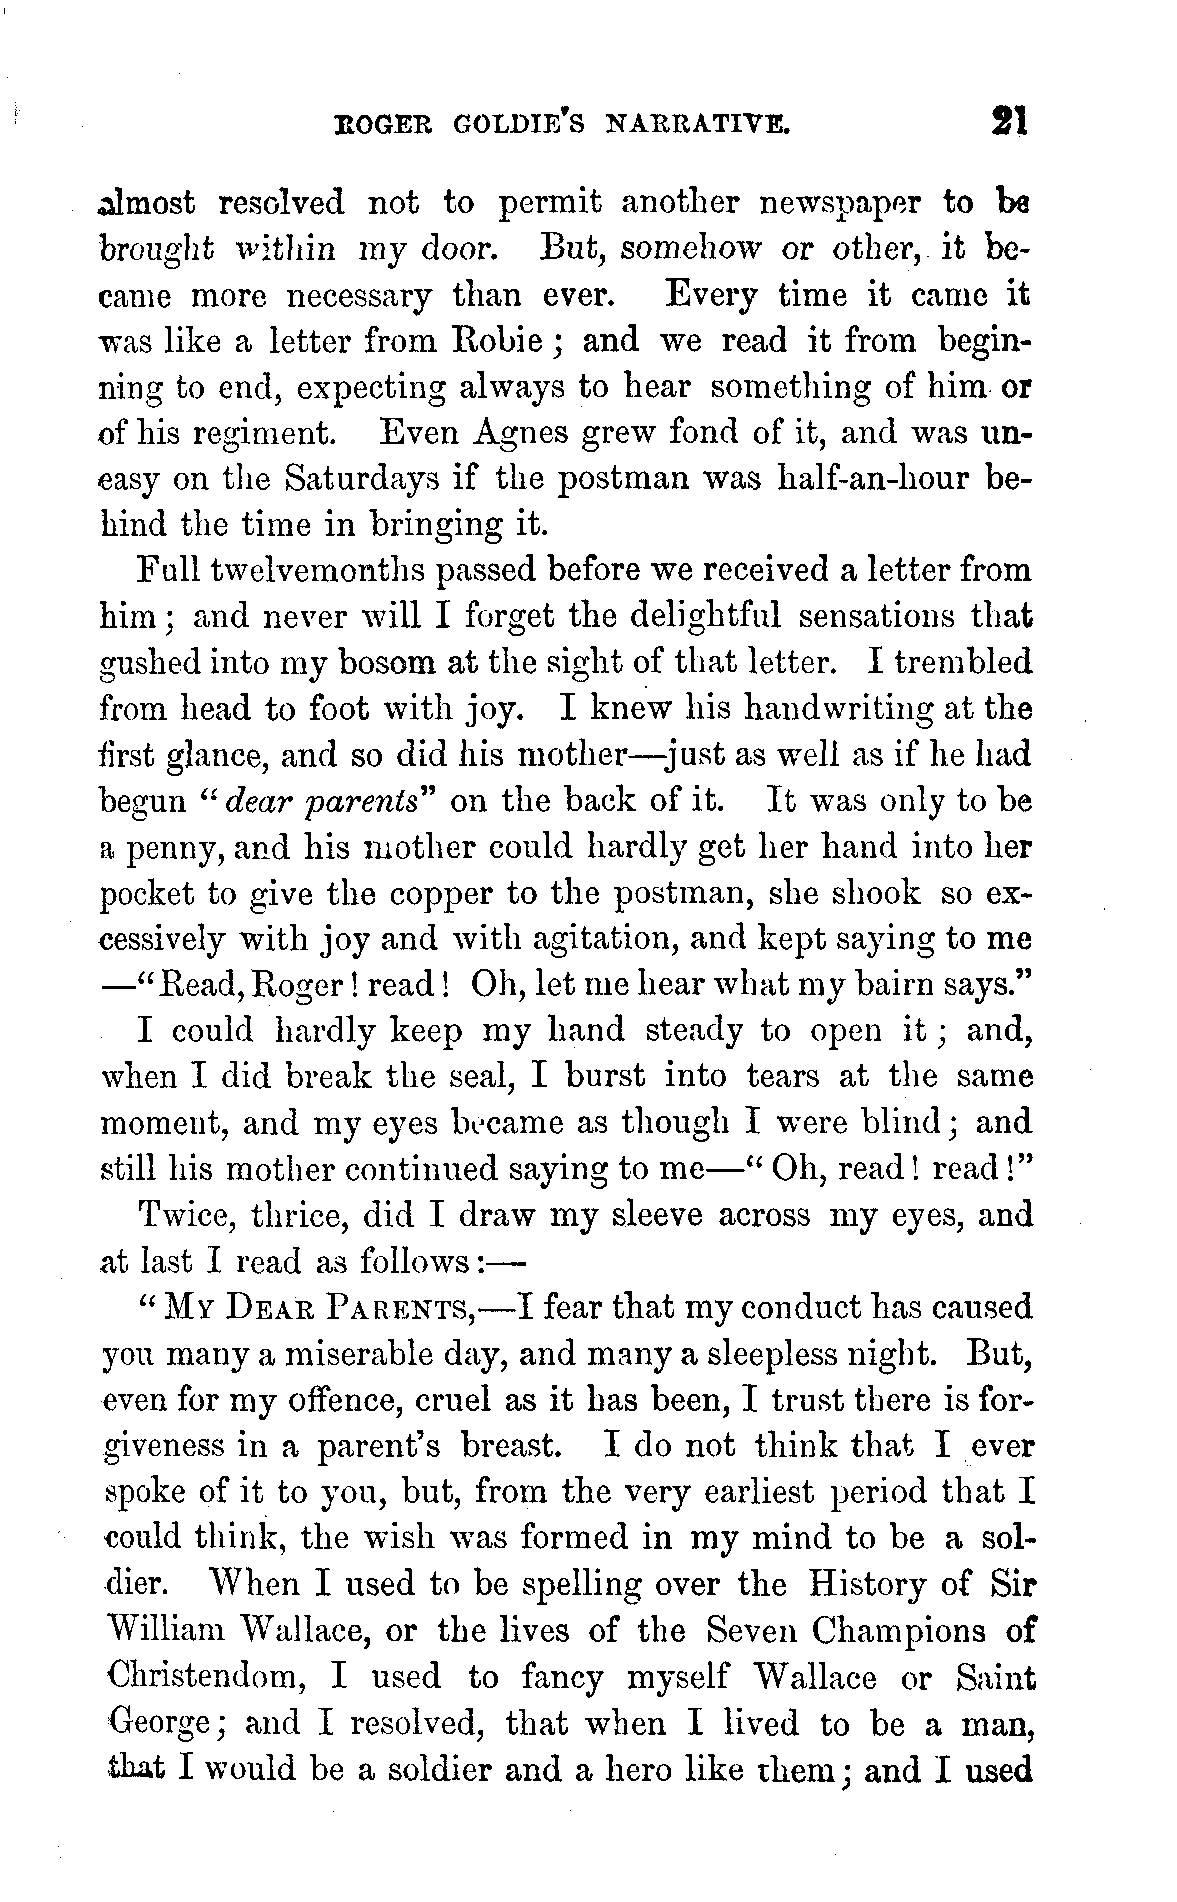 ROGER GOLDIE'S NARRATIVE. 21
almost resolved not to permit another newspaper to be
brought within my door. But, somehow or other, it be-
came more necessary than ever. Every time it came it
was like a letter from Robie; and we read it from begin-
ning to end, expecting always to hear something of him or
of his regiment. Even Agnes grew fond of it, and was un-
easy on the Saturdays if the postman was half-an-hour be-
hind the time in bringing it.
Full twelvemonths passed before we received a letter from
him; and never will I forget the delightful sensations that
gushed into my bosom at the sight of that letter. I trembled
from head to foot with joy. I knew his handwriting at the
first glance, and so did his mother—just as well as if he had
begun "dear parents" on the back of it. It was only to be
a penny, and his mother could hardly get her hand into her
pocket to give the copper to the postman, she shook so ex-
cessively with joy and with agitation, and kept saying to me
—"Read, Roger! read! Oh, let me hear what my bairn says."
I could hardly keep my hand steady to open it; and,
when I did break the seal, I burst into tears at the same
moment, and my eyes became as though I were blind; and
still his mother continued saying to me—"Oh, read! read!"
Twice, thrice, did I draw my sleeve across my eyes, and
at last I read as follows:—
"MY DEAR PARENTS,—I fear that my conduct has caused
you many a miserable day, and many a sleepless night. But,
even for my offence, cruel as it has been, I trust there is for-
giveness in a parent's breast. I do not think that I ever
spoke of it to you, but, from the very earliest period that I
could think, the wish was formed in my mind to be a sol-
dier. When I used to be spelling over the History of Sir
William Wallace, or the lives of the Seven Champions of
Christendom, I used to fancy myself Wallace or Saint
George; and I resolved, that when I lived to be a man,
that I would be a soldier and a hero like them; and I used